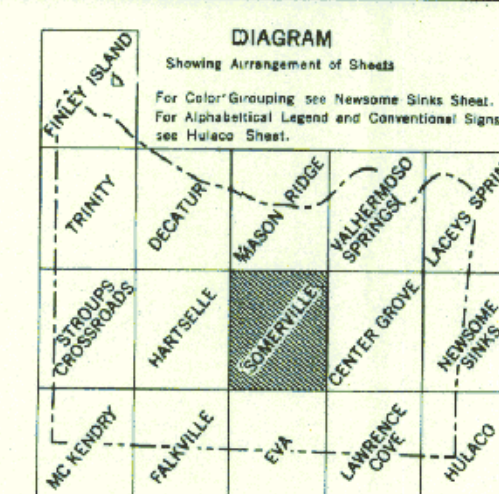 DIAGRAM
Showing Arrangement of Sheets
For Color Grouping see Newsome Sinks Sheet.
For Alphabetical Legend and Conventional Signs
see Hulaco Sheet.
FINLEY ISLAND
TRINITY
DECATUR
MASON RIDGE
VALHERMOSO
SPRINGS
LACEYS SPRIN
STROUPS
CROSSROADS
HARTSELLE
SOMERVILLE
CENTER GROVE
NEWSOME
SINKS
MC KENDRY
FALKVILLE
EVA
LAWRENCE
COVE
HULACO